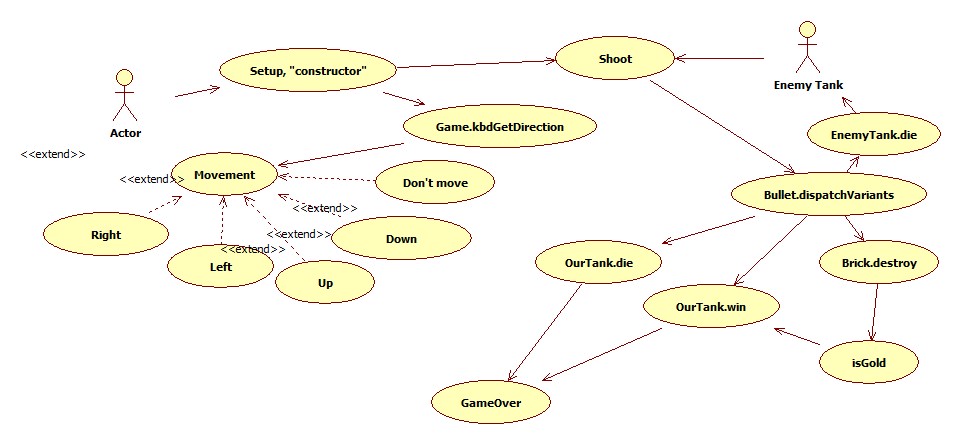 Setup, "constructor"
Shoot
Enemy Tank
Actor
Game.kbdGetDirection
EnemyTank.die
<<extend>>
Movement
<<extend>>
Don't move
Bullet.dispatchVariants
<<extend>>
Right
<<extend>>
Down
<<extend>>
Left
Up
OurTank.die
Brick.destroy
OurTank.win
isGold
GameOver